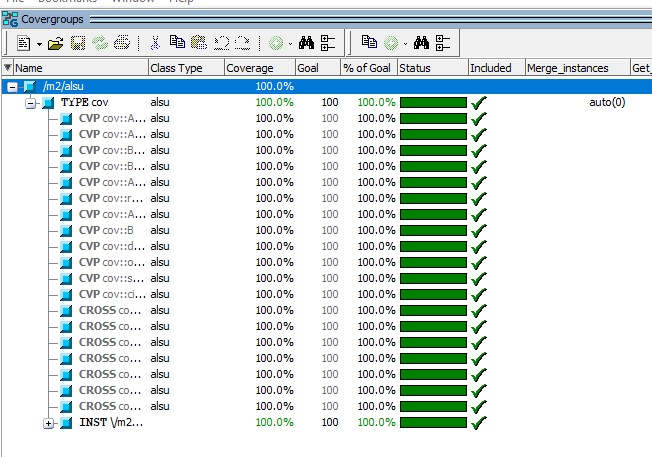 Covergroups
Name Class Type Coverage Goal % of Goal Status Included Merge_instances Get_
/m2/alsu 100.0%
TYPE cov alsu 100.0% 100 100.0% auto(0)
CVP cov::A... alsu 100.0% 100 100.0%
CVP cov::A... alsu 100.0% 100 100.0%
CVP cov::B... alsu 100.0% 100 100.0%
CVP cov::B... alsu 100.0% 100 100.0%
CVP cov::A... alsu 100.0% 100 100.0%
CVP cov::r... alsu 100.0% 100 100.0%
CVP cov::A... alsu 100.0% 100 100.0%
CVP cov::B alsu 100.0% 100 100.0%
CVP cov::d... alsu 100.0% 100 100.0%
CVP cov::o... alsu 100.0% 100 100.0%
CVP cov::s... alsu 100.0% 100 100.0%
CVP cov::ci... alsu 100.0% 100 100.0%
CROSS co... alsu 100.0% 100 100.0%
CROSS co... alsu 100.0% 100 100.0%
CROSS co... alsu 100.0% 100 100.0%
CROSS co... alsu 100.0% 100 100.0%
CROSS co... alsu 100.0% 100 100.0%
CROSS co... alsu 100.0% 100 100.0%
CROSS co... alsu 100.0% 100 100.0%
INST \/m2... 100.0% 100 100.0%